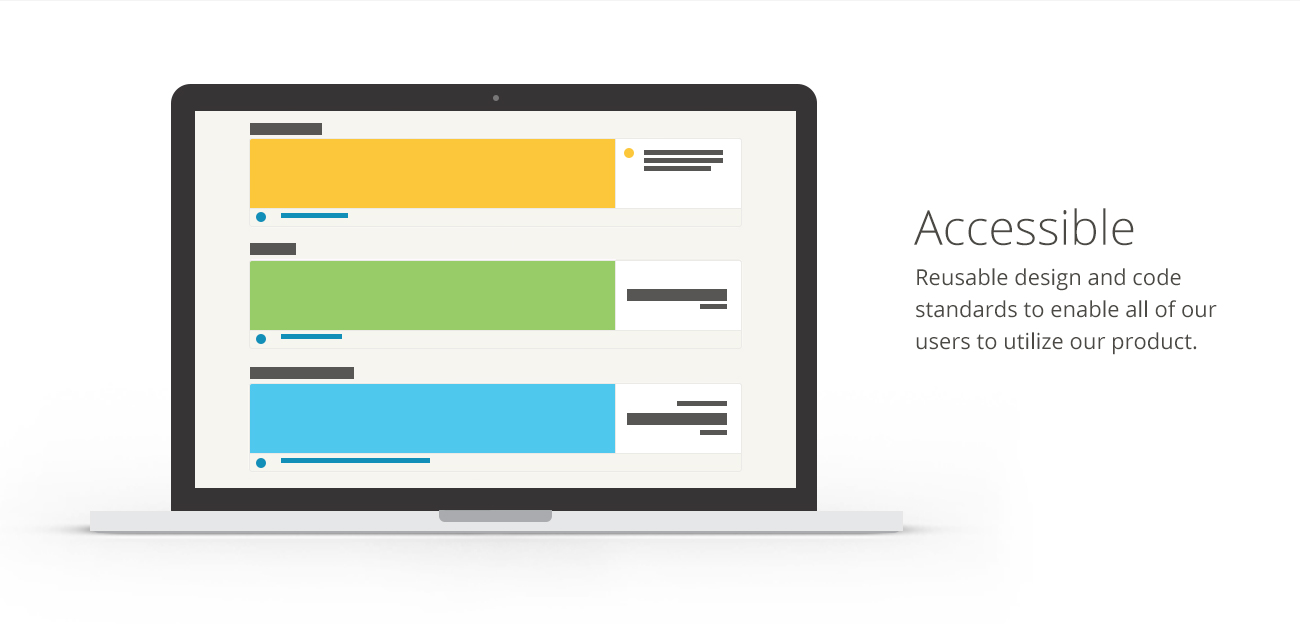 Accessible
Reusable design and code
standards to enable all of our
users to utilize our product.